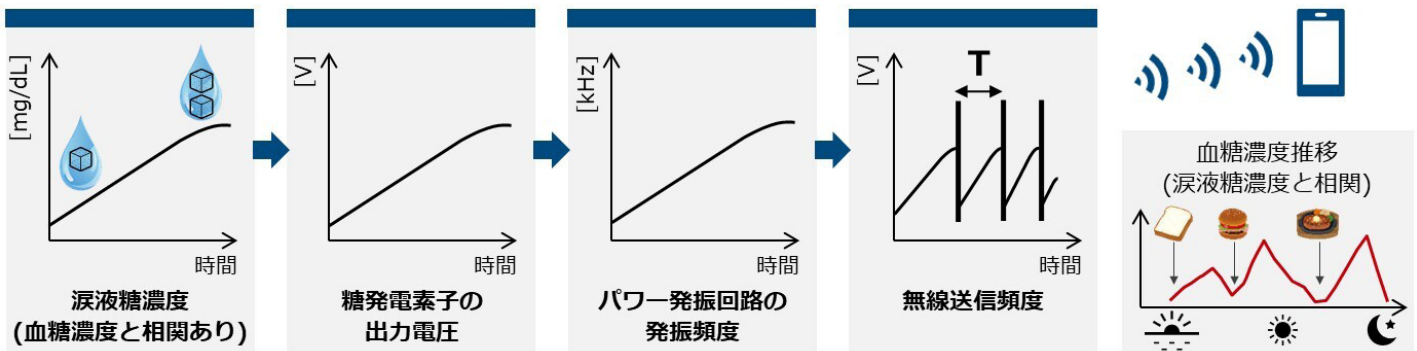 [mg/dL]
時間
涙液糖濃度
(血糖濃度と相関あり)
[V]
時間
糖発電素子の
出力電圧
[kHz]
時間
パワー発振回路の
発振頻度
[V]
T
時間
無線送信頻度
血糖濃度推移
(涙液糖濃度と相関)